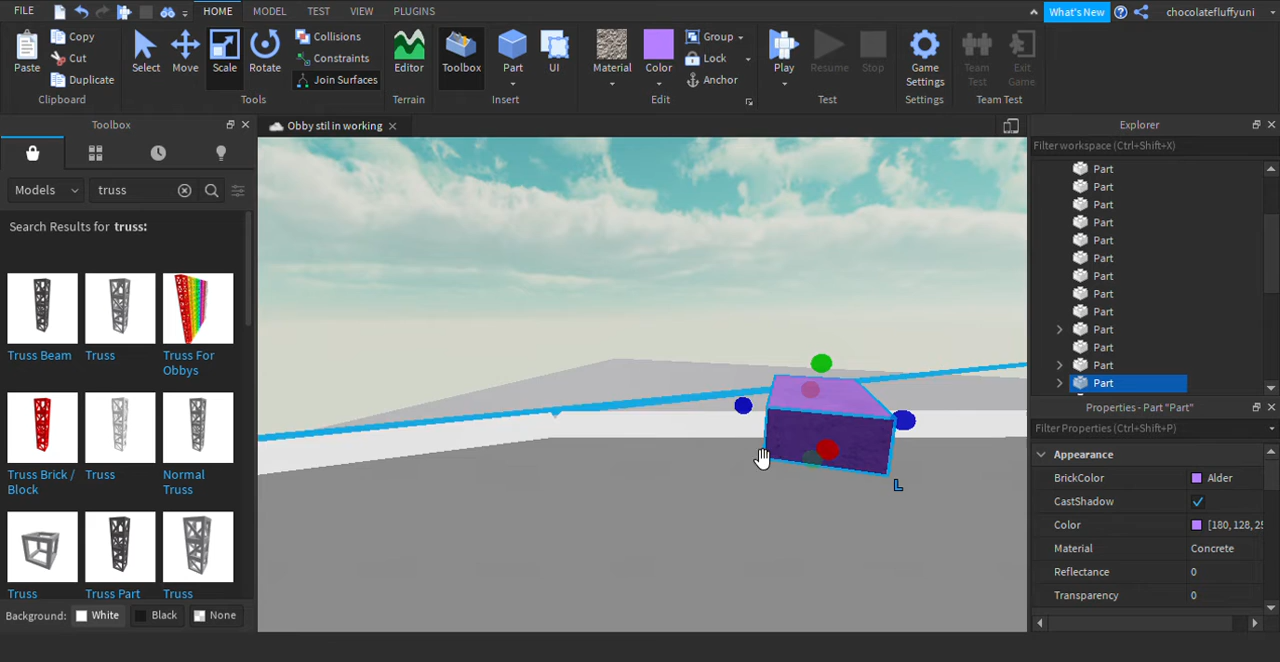 FILE
HOME
MODEL
TEST
VIEW
PLUGINS
What's New
chocolatefluffyuni
Paste
Copy
Cut
Duplicate
Clipboard
Select
Move
Scale
Rotate
Collisions
Constraints
Join Surfaces
Tools
Editor
Terrain
Toolbox
Part
UI
Insert
Material
Color
Group
Lock
Anchor
Edit
Play
Resume
Stop
Test
Game
Settings
Settings
Team
Test
Exit
Game
Team Test
Toolbox
Obby stil in working
Models
truss
Search Results for truss:
Truss Beam
Truss
Truss For
Obbys
Truss Brick /
Block
Truss
Normal
Truss
Truss
Truss Part
Truss
Background:
White
Black
None
L
Explorer
Filter workspace (Ctrl+Shift+X)
Part
Part
Part
Part
Part
Part
Part
Part
Part
Part
Part
Part
Part
Properties - Part "Part"
Filter Properties (Ctrl+Shift+P)
Appearance
BrickColor
Alder
CastShadow
Color
[180, 128, 25
Material
Concrete
Reflectance
0
Transparency
0